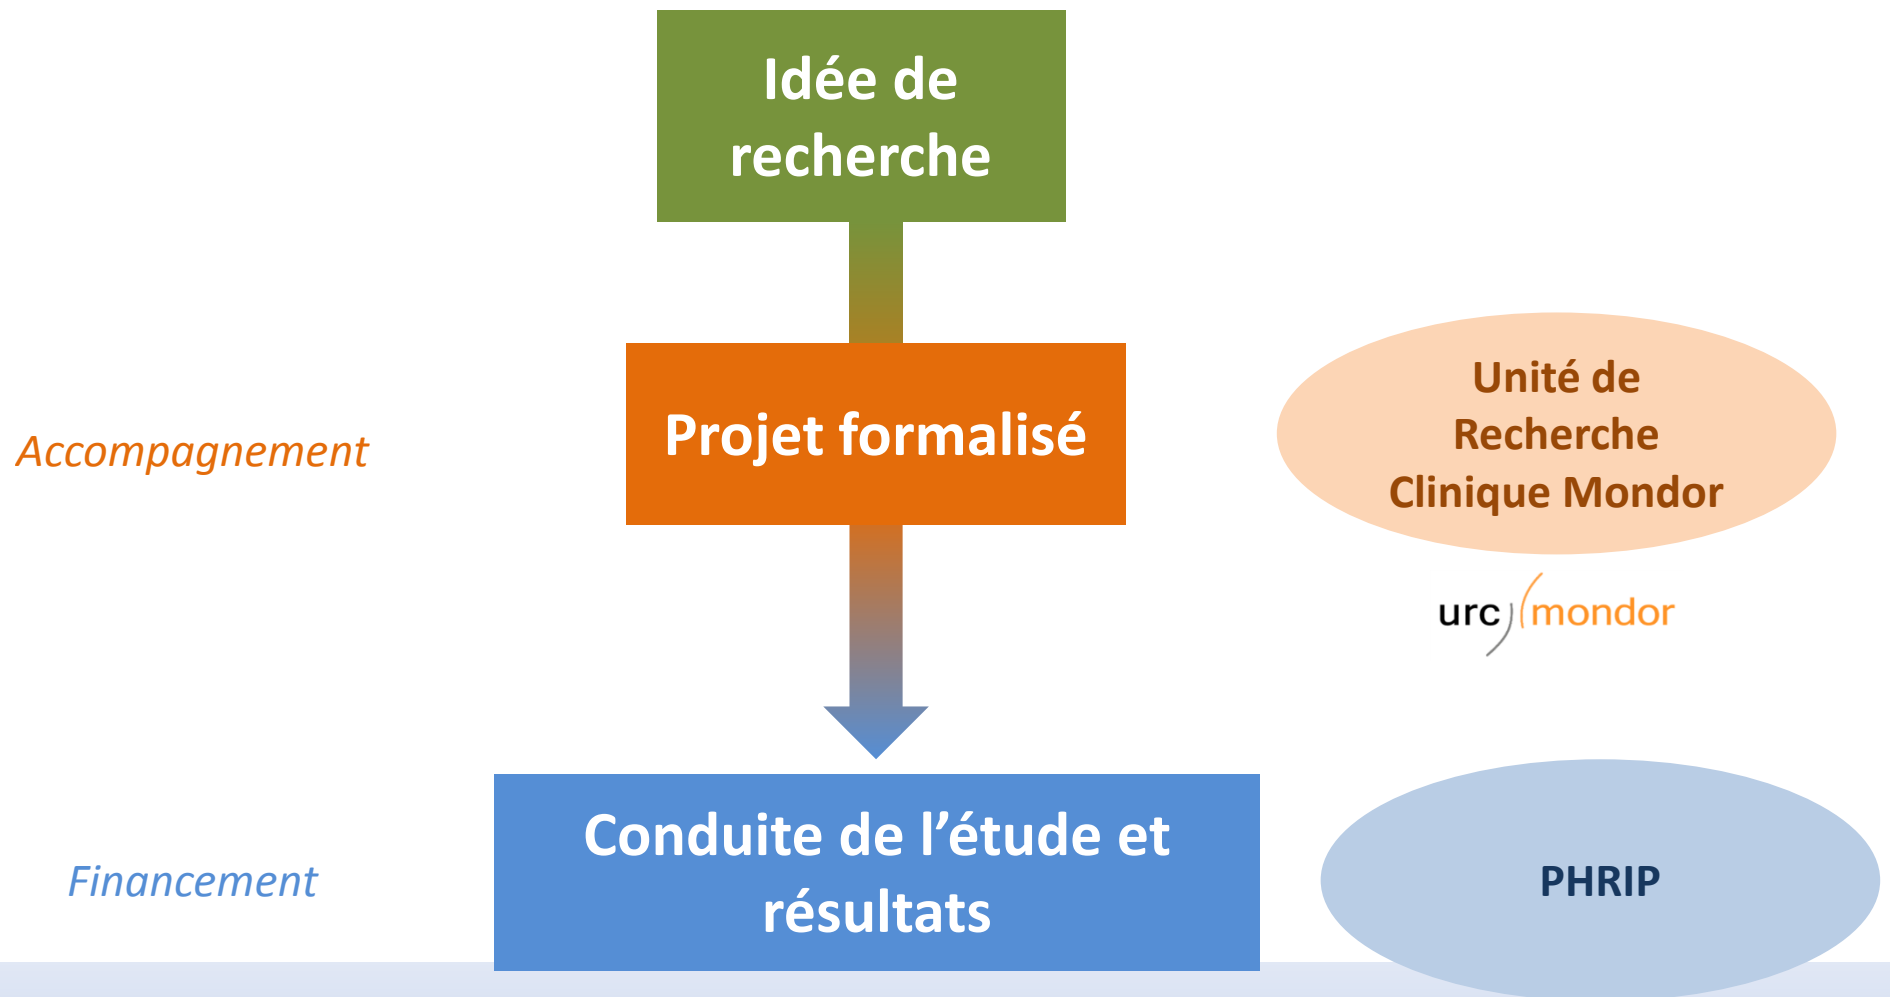 Idée de
recherche
Accompagnement
Projet formalisé
Unité de
Recherche
Clinique Mondor
urc mondor
Financement
Conduite de l’étude et
résultats
PHRIP